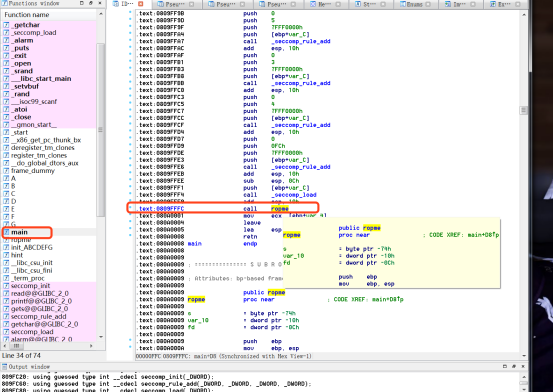 Functions window
Function name
_getchar
_seccomp_load
_alarm
_puts
_exit
_open
_srand
__libc_start_main
_setvbuf
_rand
___isoc99_scanf
_atoi
_close
__gmon_start__
_start
__x86_get_pc_thunk_bx
deregister_tm_clones
register_tm_clones
__do_global_dtors_aux
frame_dummy
A
B
C
D
E
F
G
main
ropme
init_ABCDEFG
hint
__libc_csu_init
__libc_csu_fini
_term_proc
seccomp_init
read@@GLIBC_2_0
printf@@GLIBC_2_0
gets@@GLIBC_2_0
seccomp_rule_add
getchar@@GLIBC_2_0
seccomp_load
alarm@@GLIBC_2_0
Line 34 of 74
ID···
Pseu···
Pseu···
Pseu···
Pseu···
He···
St···
Enums
Im···
Ex···
.text:0809FF9B push 0
.text:0809FF9D push 5
.text:0809FF9F push 7FFF0000h
.text:0809FFA4 push [ebp+var_C]
.text:0809FFA7 call _seccomp_rule_add
.text:0809FFAC add esp, 10h
.text:0809FFAF push 0
.text:0809FFB1 push 3
.text:0809FFB3 push 7FFF0000h
.text:0809FFB8 push [ebp+var_C]
.text:0809FFBB call _seccomp_rule_add
.text:0809FFC0 add esp, 10h
.text:0809FFC3 push 0
.text:0809FFC5 push 4
.text:0809FFC7 push 7FFF0000h
.text:0809FFCC push [ebp+var_C]
.text:0809FFCF call _seccomp_rule_add
.text:0809FFD4 add esp, 10h
.text:0809FFD7 push 0
.text:0809FFD9 push 0FCh
.text:0809FFDE push 7FFF0000h
.text:0809FFE3 push [ebp+var_C]
.text:0809FFE6 call _seccomp_rule_add
.text:0809FFEB add esp, 10h
.text:0809FFEE sub esp, 0Ch
.text:0809FFF1 push [ebp+var_C]
.text:0809FFF4 call _seccomp_load
.text:0809FFF9 add esp, 10h
.text:0809FFFC call ropme
.text:080A0001 mov ecx, [ebp+var_4]
.text:080A0004 leave
.text:080A0005 lea esp
.text:080A0008 retn
.text:080A0008 main endp
.text:080A0008
.text:080A0009 ; =============== S U B R O
.text:080A0009
.text:080A0009 ; Attributes: bp-based fram
.text:080A0009
.text:080A0009 public ropme
.text:080A0009 ropme proc near ; CODE XREF: main+D8↑p
.text:080A0009
.text:080A0009 s = byte ptr -74h
.text:080A0009 var_10 = dword ptr -10h
.text:080A0009 fd = dword ptr -0Ch
.text:080A0009
.text:080A0009 push ebp
.text:080A000A mov ebp, esp
public ropme
ropme proc near ; CODE XREF: main+D8↑p
s = byte ptr -74h
var_10 = dword ptr -10h
fd = dword ptr -0Ch
push ebp
mov ebp, esp
00000FFC 0809FFFC: main+D8 (Synchronized with Hex View-1)
Output window
809FC20: using guessed type int __cdecl seccomp_init(_DWORD);
809FC60: using guessed type int __cdecl seccomp_rule_add(_DWORD, _DWORD, _DWORD, _DWORD);